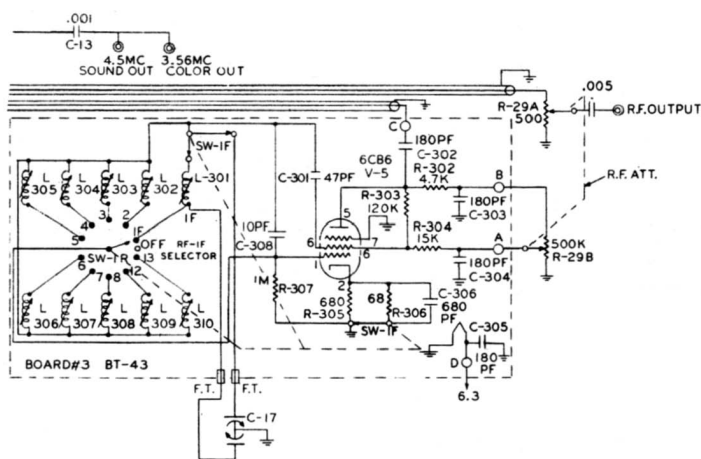 .001
C-13
4.5MC
SOUND OUT
3.56MC
COLOR OUT
.005
R-29A
500
R.F.OUTPUT
C
SW-1F
180PF
C-302
6CB6
V-5
R-302
4.7K
B
R.F. ATT.
L
305
L
304
L
303
L
302
L-301
C-301
47PF
R-303
120K
180PF
C-303
5
7
6
6
2
R-304
15K
A
500K
R-29B
180PF
C-304
10PF
C-308
1F
1F
OFF
RF-IF
SELECTOR
SW-1R
5
4
3
2
6
7
8
12
13
R-307
1M
680
R-305
68
R-306
C-306
680
PF
SW-1F
C-305
180
PF
D
6.3
L
306
L
307
L
308
L
309
L
310
BOARD#3 BT-43
F.T.
F.T.
C-17